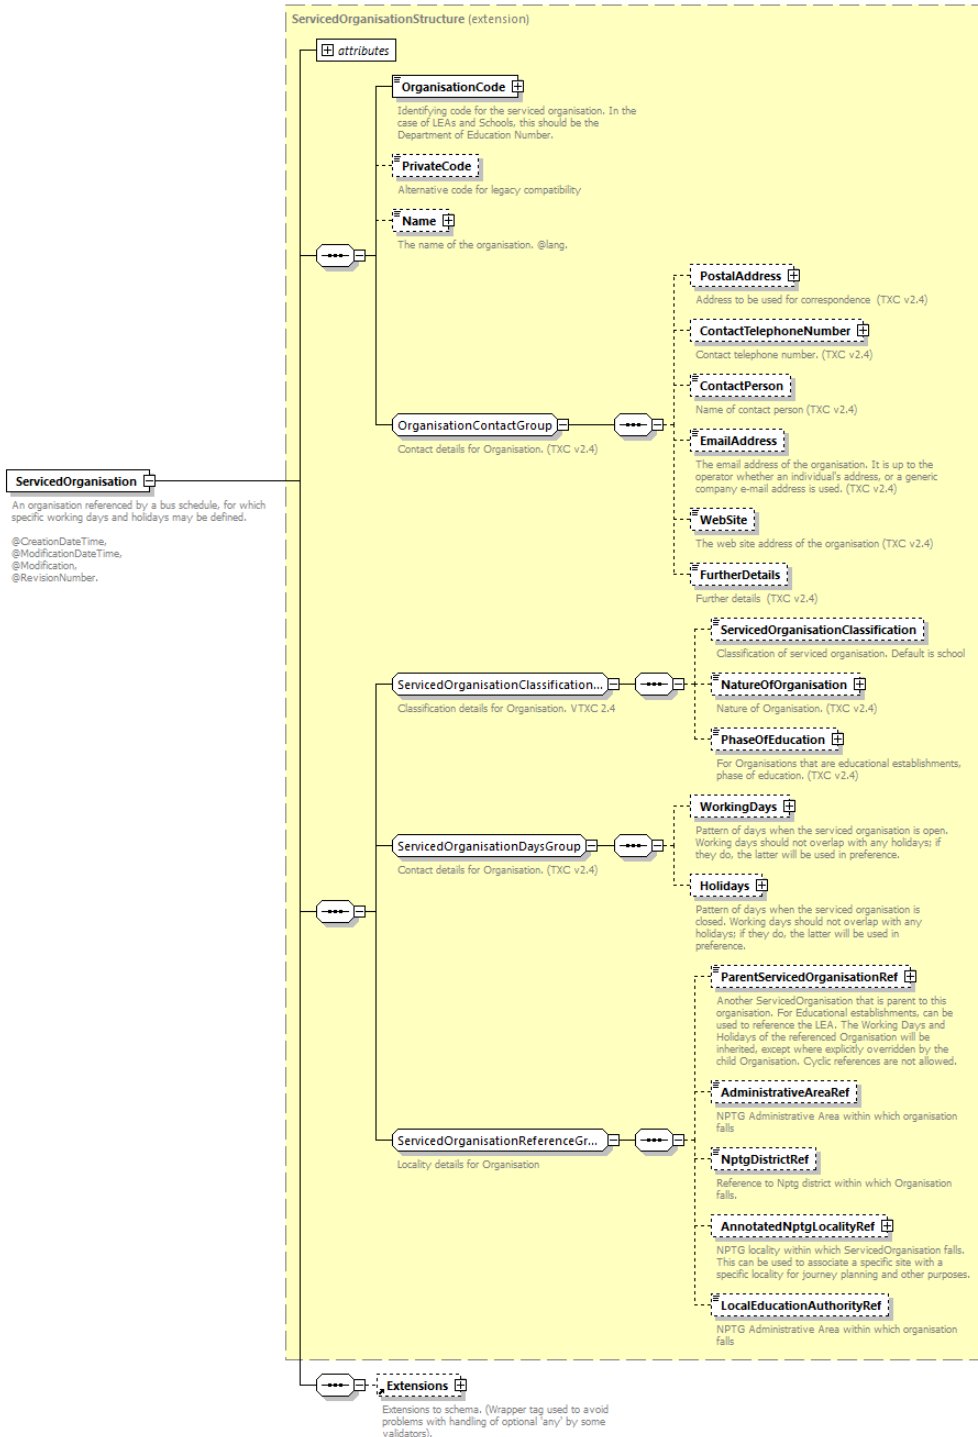 ServicedOrganisationStructure (extension)
attributes
OrganisationCode
Identifying code for the serviced organisation. In the
case of LEAs and Schools, this should be the
Department of Education Number.
PrivateCode
Alternative code for legacy compatibility
Name
The name of the organisation. @lang.
PostalAddress
Address to be used for correspondence (TXC v2.4)
ContactTelephoneNumber
Contact telephone number. (TXC v2.4)
ContactPerson
Name of contact person (TXC v2.4)
OrganisationContactGroup
Contact details for Organisation. (TXC v2.4)
EmailAddress
The email address of the organisation. It is up to the
operator whether an individual's address, or a generic
company e-mail address is used. (TXC v2.4)
WebSite
The web site address of the organisation (TXC v2.4)
FurtherDetails
Further details (TXC v2.4)
ServicedOrganisation
An organisation referenced by a bus schedule, for which
specific working days and holidays may be defined.
@CreationDateTime,
@ModificationDateTime,
@Modification,
@RevisionNumber.
ServicedOrganisationClassification
Classification of serviced organisation. Default is school
ServicedOrganisationClassification...
Classification details for Organisation. VTXC 2.4
NatureOfOrganisation
Nature of Organisation. (TXC v2.4)
PhaseOfEducation
For Organisations that are educational establishments,
phase of education. (TXC v2.4)
WorkingDays
Pattern of days when the serviced organisation is open.
Working days should not overlap with any holidays; if
they do, the latter will be used in preference.
ServicedOrganisationDaysGroup
Contact details for Organisation. (TXC v2.4)
Holidays
Pattern of days when the serviced organisation is
closed. Working days should not overlap with any
holidays; if they do, the latter will be used in
preference.
ParentServicedOrganisationRef
Another ServicedOrganisation that is parent to this
organisation. For Educational establishments, can be
used to reference the LEA. The Working Days and
Holidays of the referenced Organisation will be
inherited, except where explicitly overridden by the
child Organisation. Cyclic references are not allowed.
AdministrativeAreaRef
NPTG Administrative Area within which organisation
falls
ServicedOrganisationReferenceGr...
Locality details for Organisation
NptgDistrictRef
Reference to Nptg district within which Organisation
falls.
AnnotatedNptgLocalityRef
NPTG locality within which ServicedOrganisation falls.
This can be used to associate a specific site with a
specific locality for journey planning and other purposes.
LocalEducationAuthorityRef
NPTG Administrative Area within which organisation
falls
Extensions
Extensions to schema. (Wrapper tag used to avoid
problems with handling of optional 'any' by some
validators).